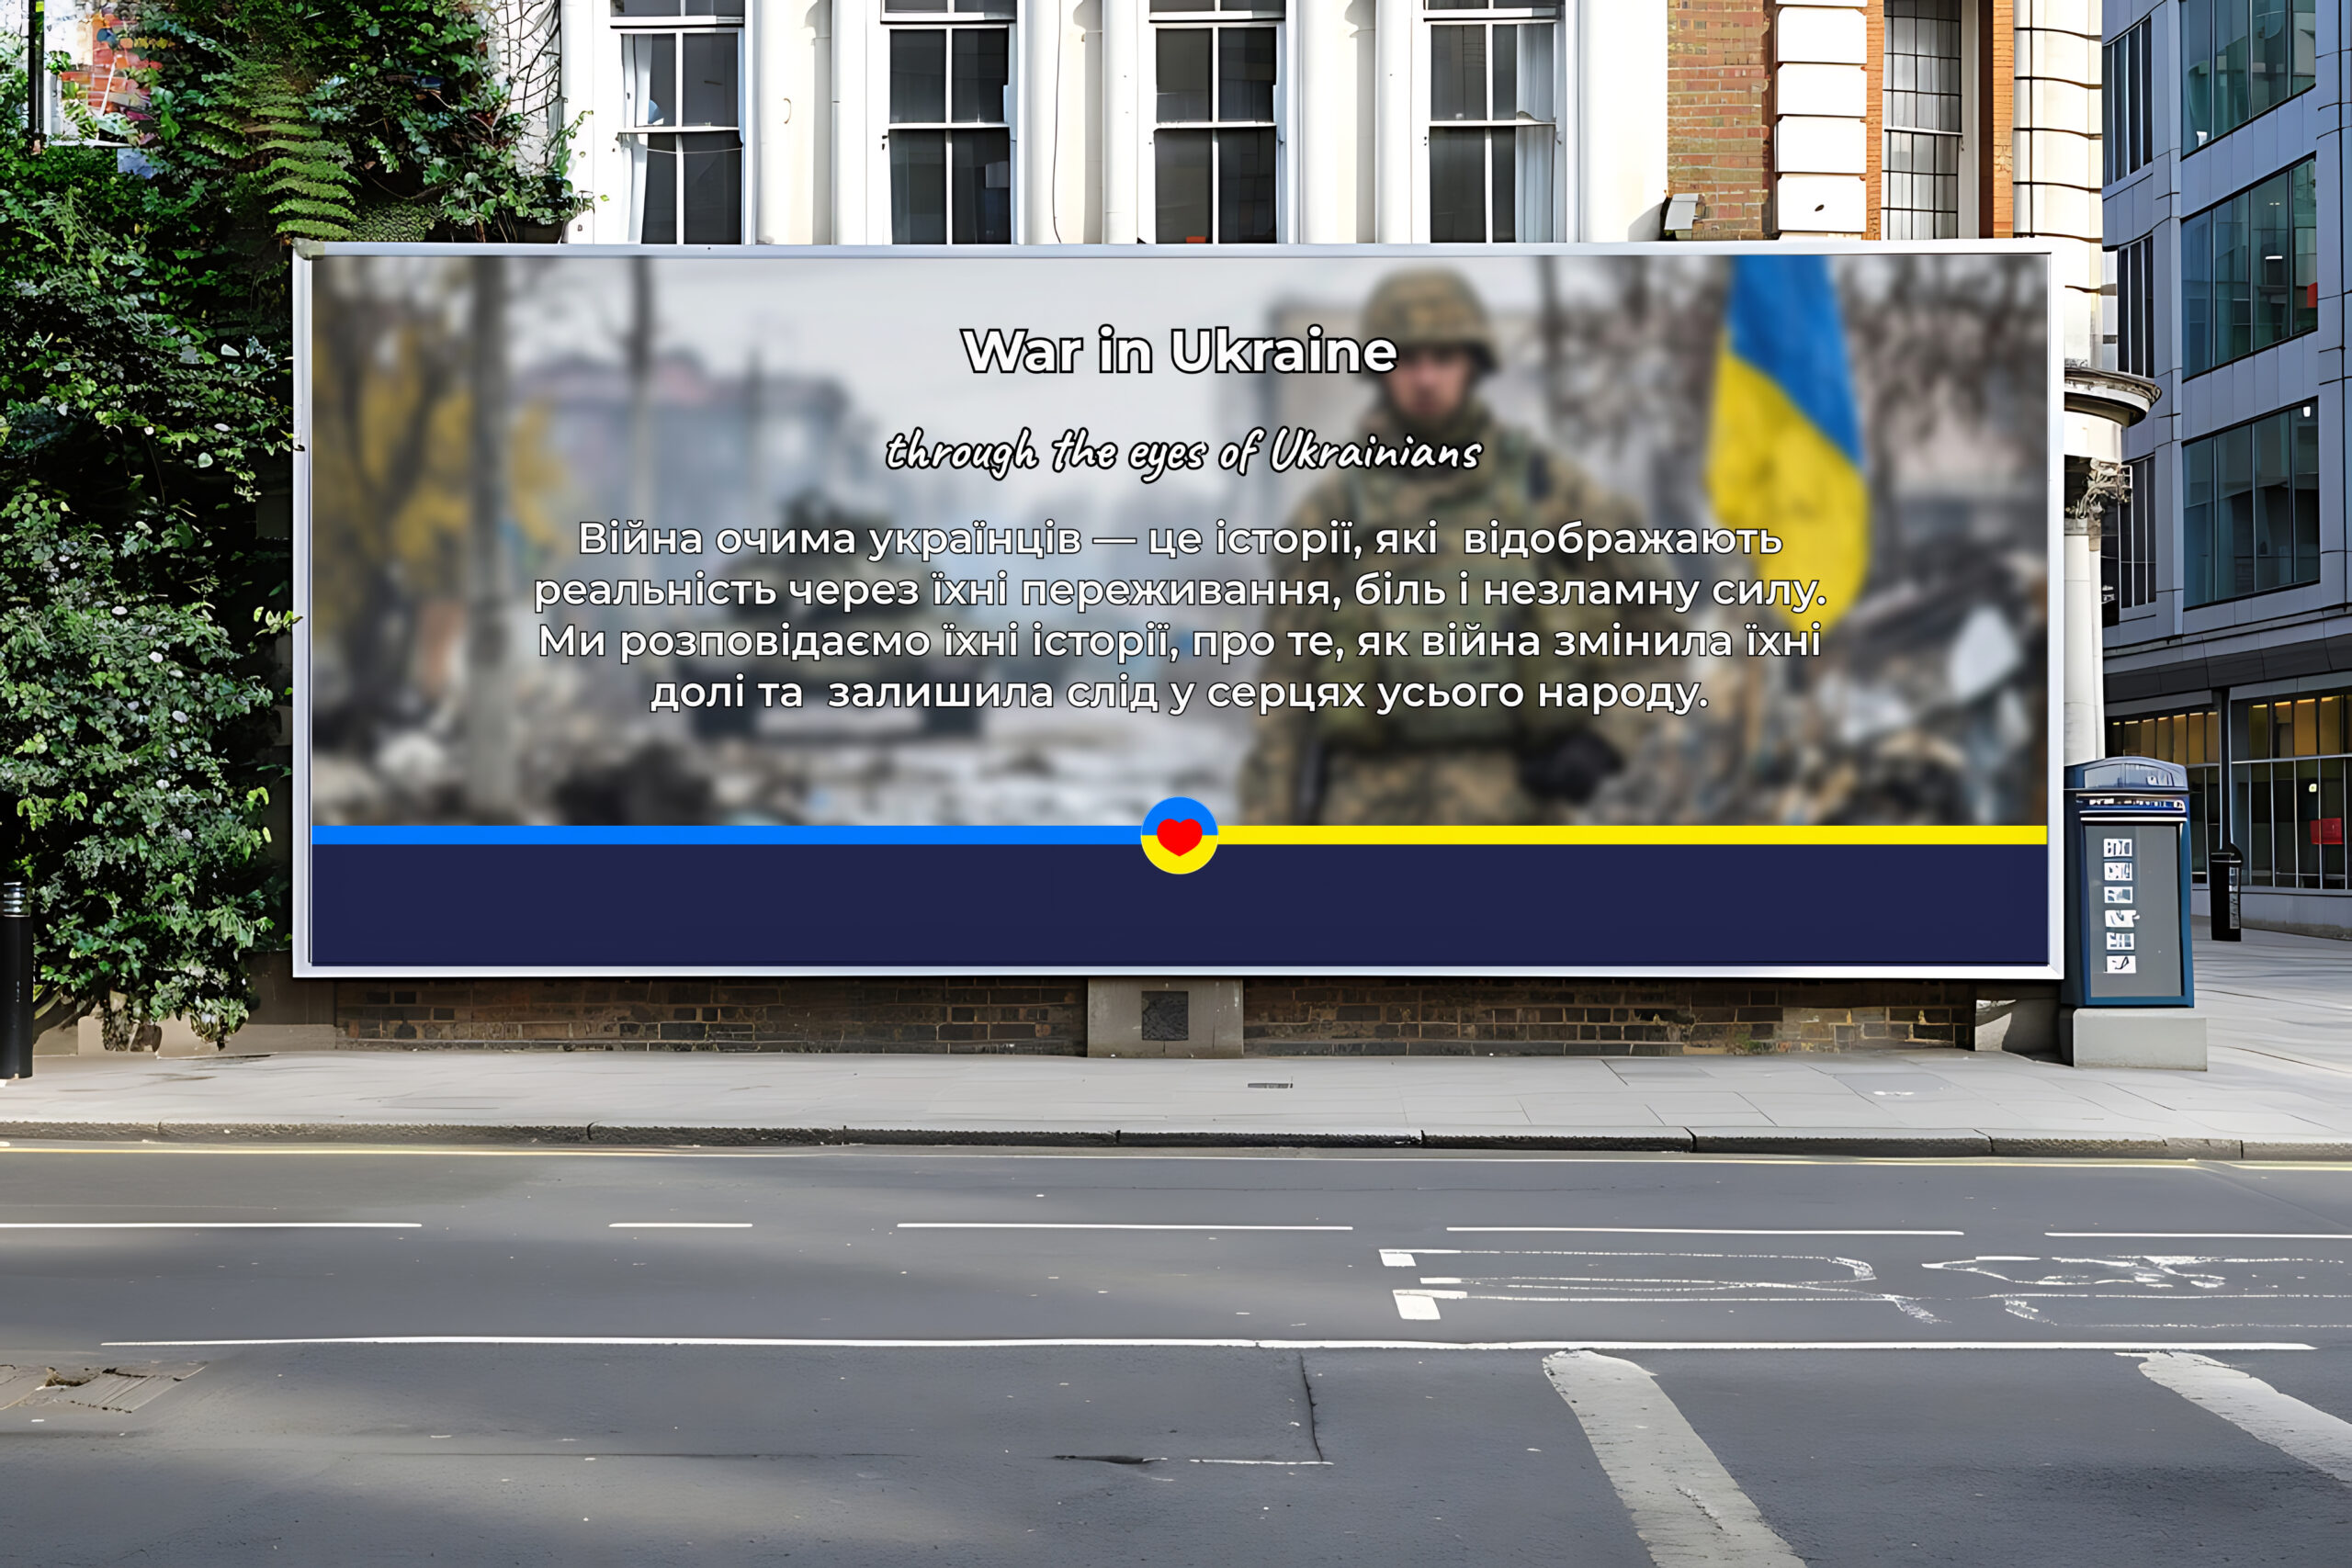 War in Ukraine
through the eyes of Ukrainians
Війна очима українців — це історії, які відображають
реальність через їхні переживання, біль і незламну силу.
Ми розповідаємо їхні історії, про те, як війна змінила їхні
долі та залишила слід у серцях усього народу.